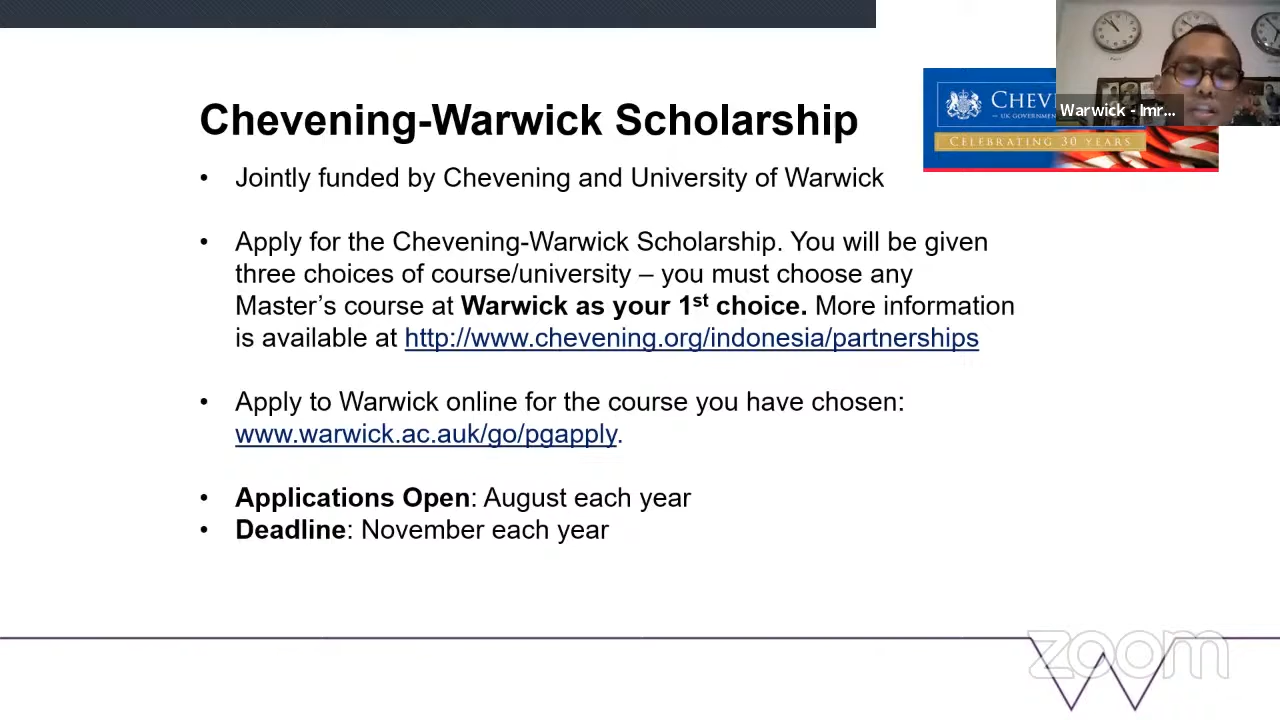 CHEVE
UK GOVERNMEN
CELEBRATING 30 YEARS
Warwick - Imr...
Chevening-Warwick Scholarship
• Jointly funded by Chevening and University of Warwick
• Apply for the Chevening-Warwick Scholarship. You will be given
three choices of course/university – you must choose any
Master’s course at Warwick as your 1st choice. More information
is available at http://www.chevening.org/indonesia/partnerships
• Apply to Warwick online for the course you have chosen:
www.warwick.ac.auk/go/pgapply.
• Applications Open: August each year
• Deadline: November each year
zoom